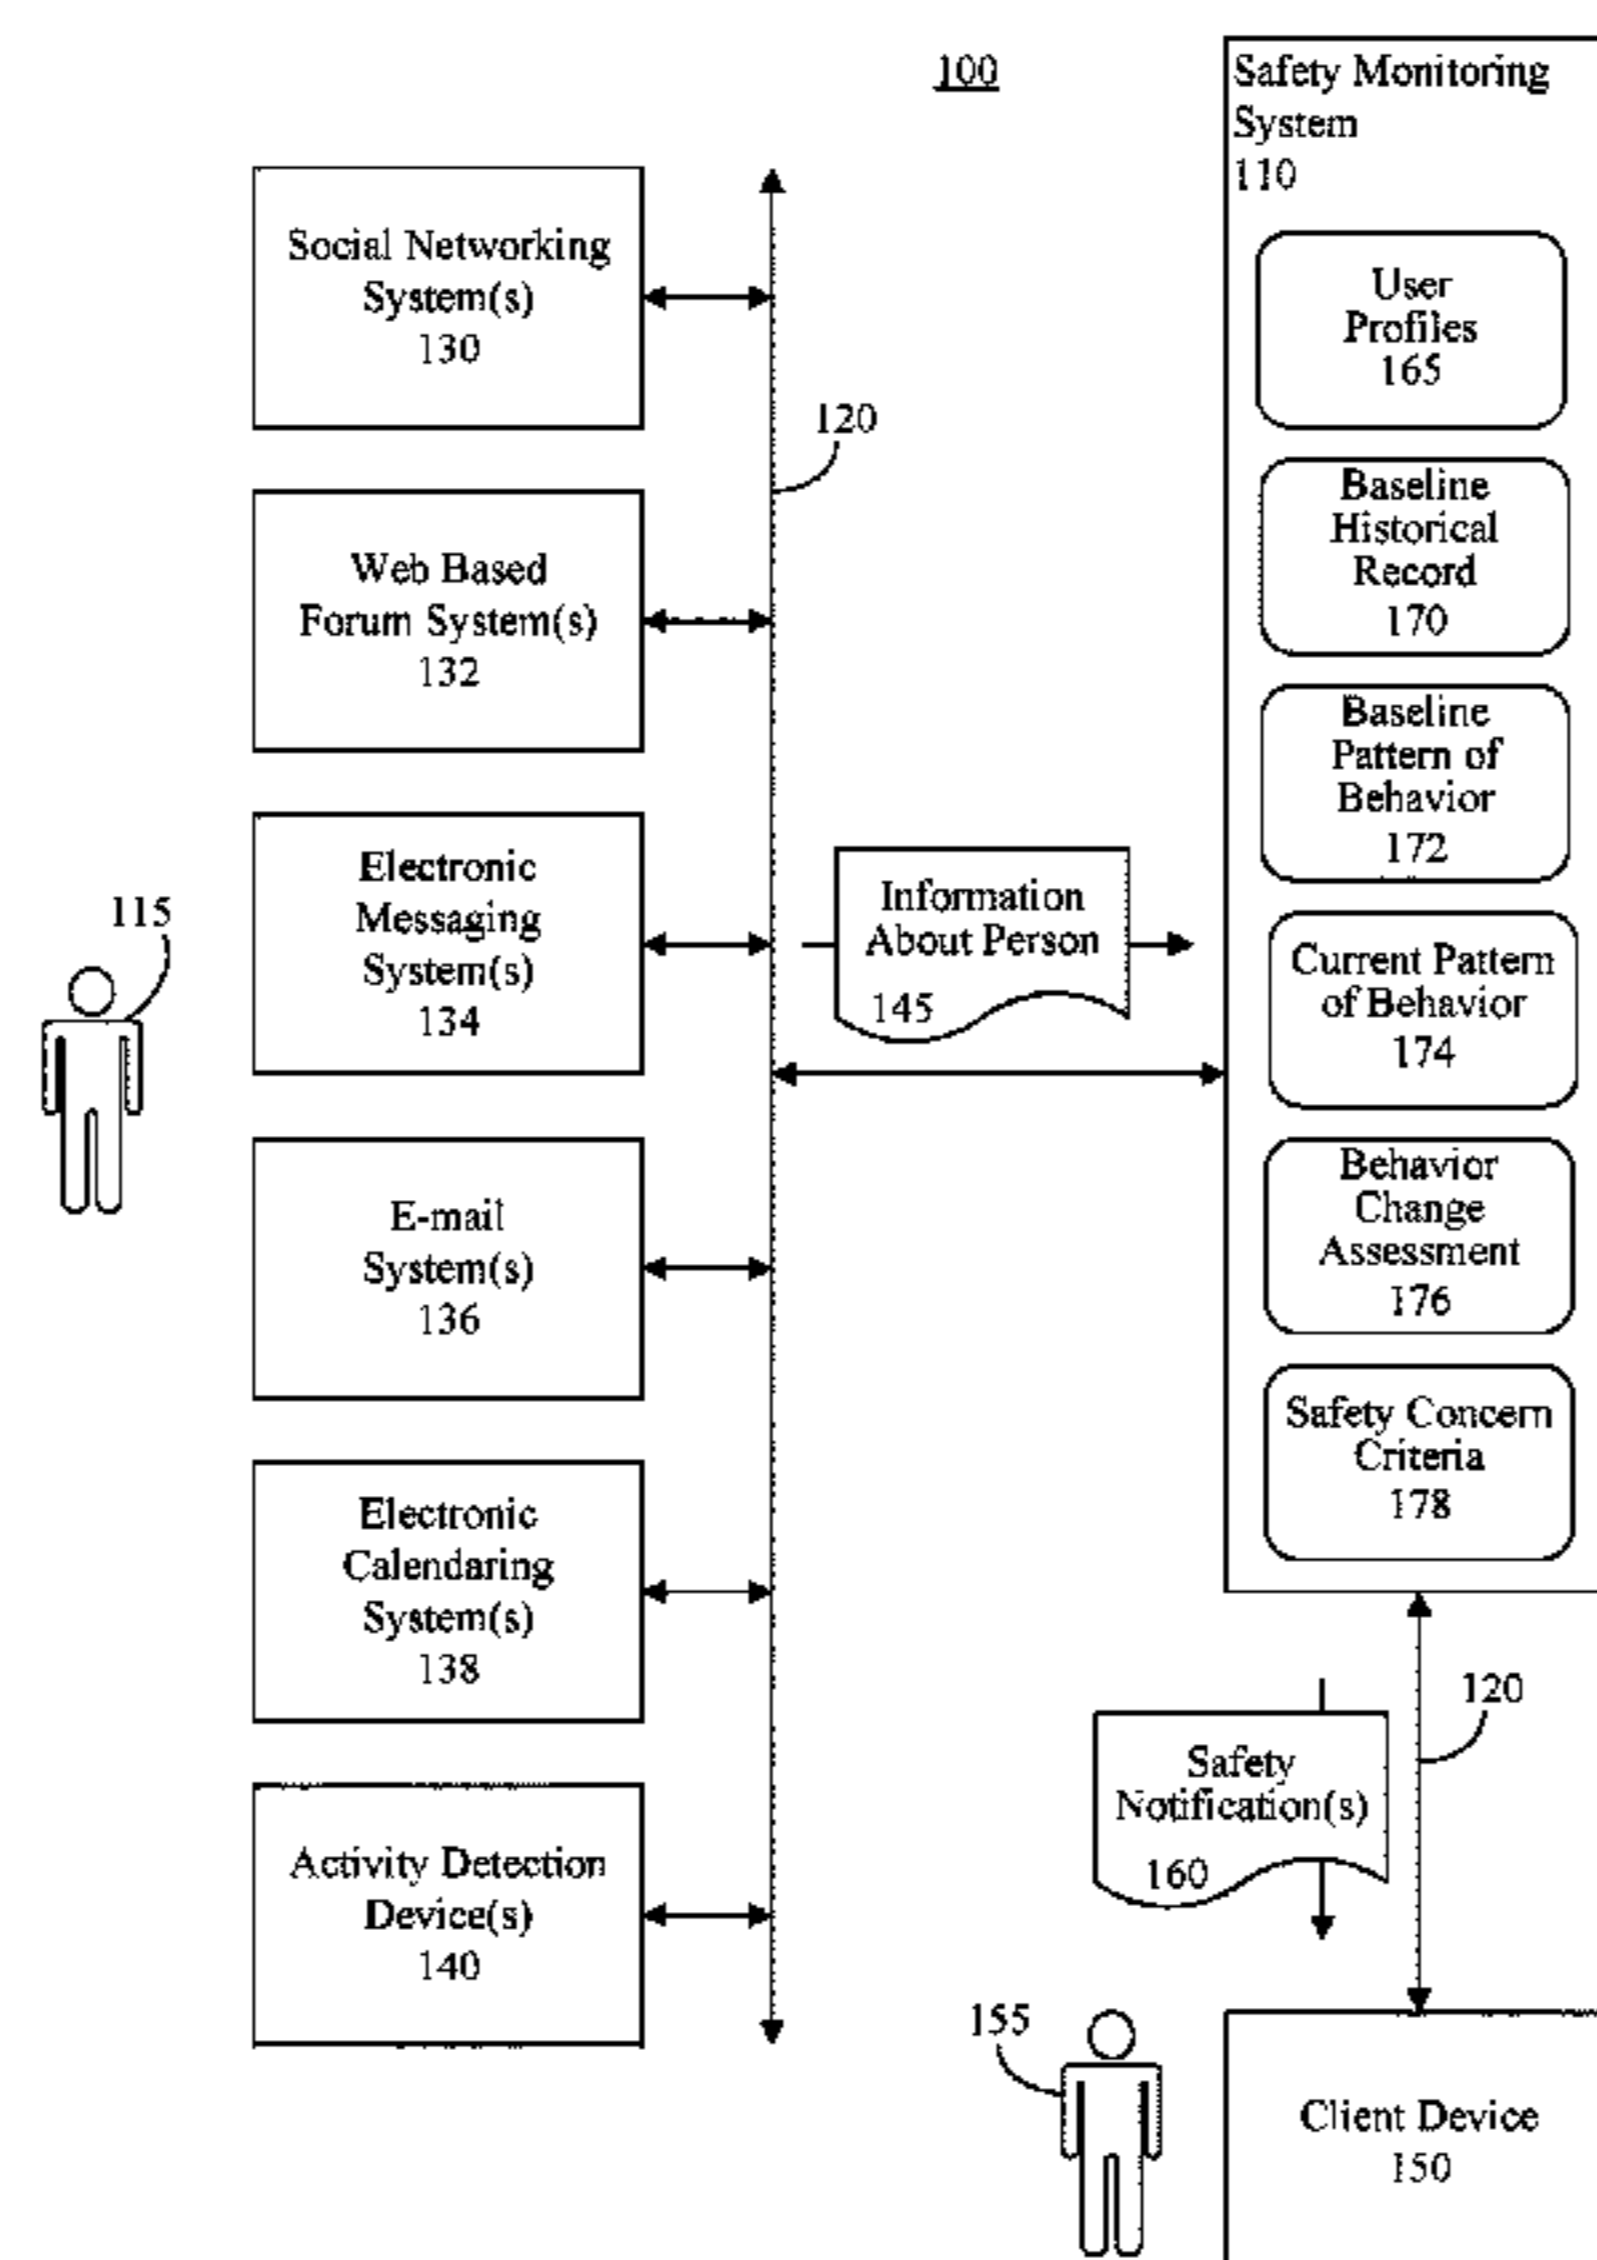 100
Safety Monitoring
System
110
Social Networking
System(s)
130
User
Profiles
165
120
Baseline
Historical
Record
170
Web Based
Forum System(s)
132
Baseline
Pattern of
Behavior
172
Electronic
Messaging
System(s)
134
115
Information
About Person
145
Current Pattern
of Behavior
174
E-mail
System(s)
136
Behavior
Change
Assessment
176
Safety Concern
Criteria
178
Electronic
Calendaring
System(s)
138
120
Safety
Notification(s)
160
Activity Detection
Device(s)
140
155
Client Device
150